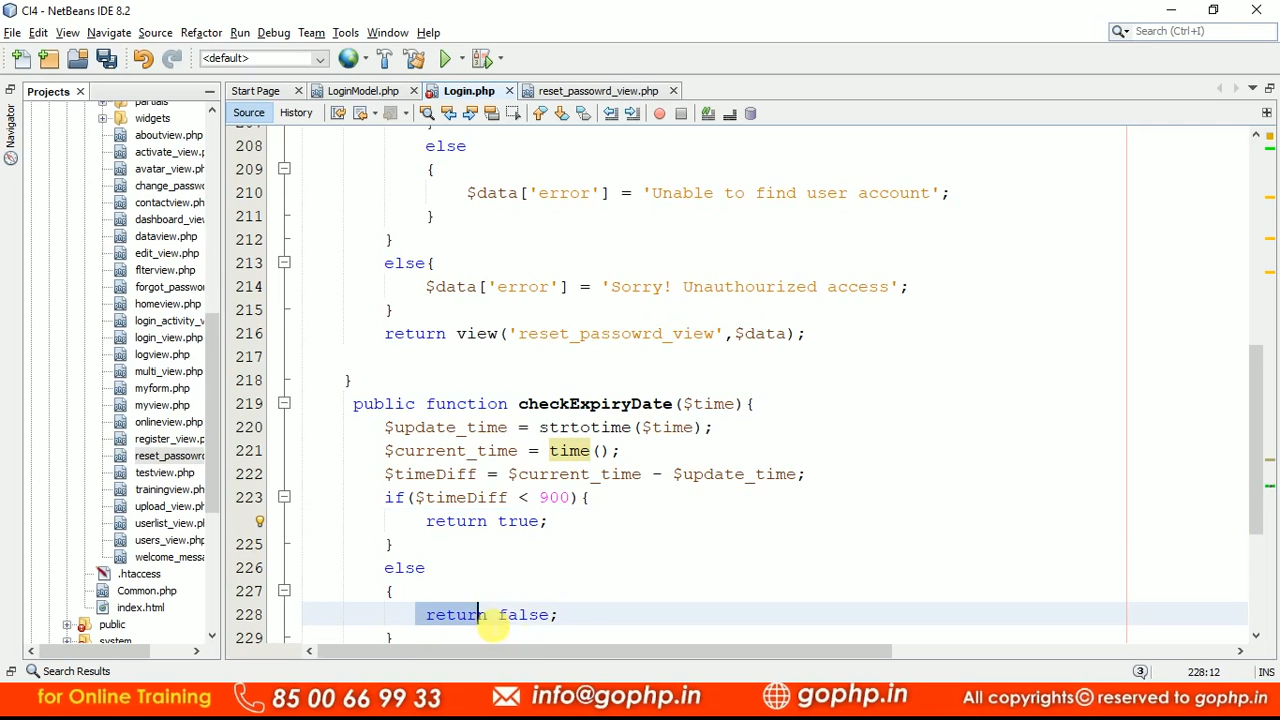 CI4 - NetBeans IDE 8.2
File Edit View Navigate Source Refactor Run Debug Team Tools Window Help
Search (Ctrl+I)
<default>
Projects
Start Page
LoginModel.php
Login.php
reset_passowrd_view.php
Source
History
Navigator
partials
widgets
aboutview.php
activate_view.p
avatar_view.ph
change_passwo
contactview.ph
dashboard_view
dataview.php
edit_view.php
flterview.php
forgot_passwo
homeview.php
login_activity_v
login_view.php
logview.php
multi_view.php
myform.php
myview.php
onlineview.php
register_view.p
reset_passowrd
testview.php
trainingview.ph
upload_view.ph
userlist_view.ph
users_view.php
welcome_messa
.htaccess
Common.php
index.html
public
system
208 else
209 {
210 $data['error'] = 'Unable to find user account';
211 }
212 }
213 else{
214 $data['error'] = 'Sorry! Unauthourized access';
215 }
216 return view('reset_passowrd_view',$data);
217
218 }
219 public function checkExpiryDate($time){
220 $update_time = strtotime($time);
221 $current_time = time();
222 $timeDiff = $current_time - $update_time;
223 if($timeDiff < 900){
return true;
225 }
226 else
227 {
228 return false;
229 }
Search Results
3
228:12
INS
for Online Training 85 00 66 99 33 info@gophp.in gophp.in All copyrights© reserved to gophp.in